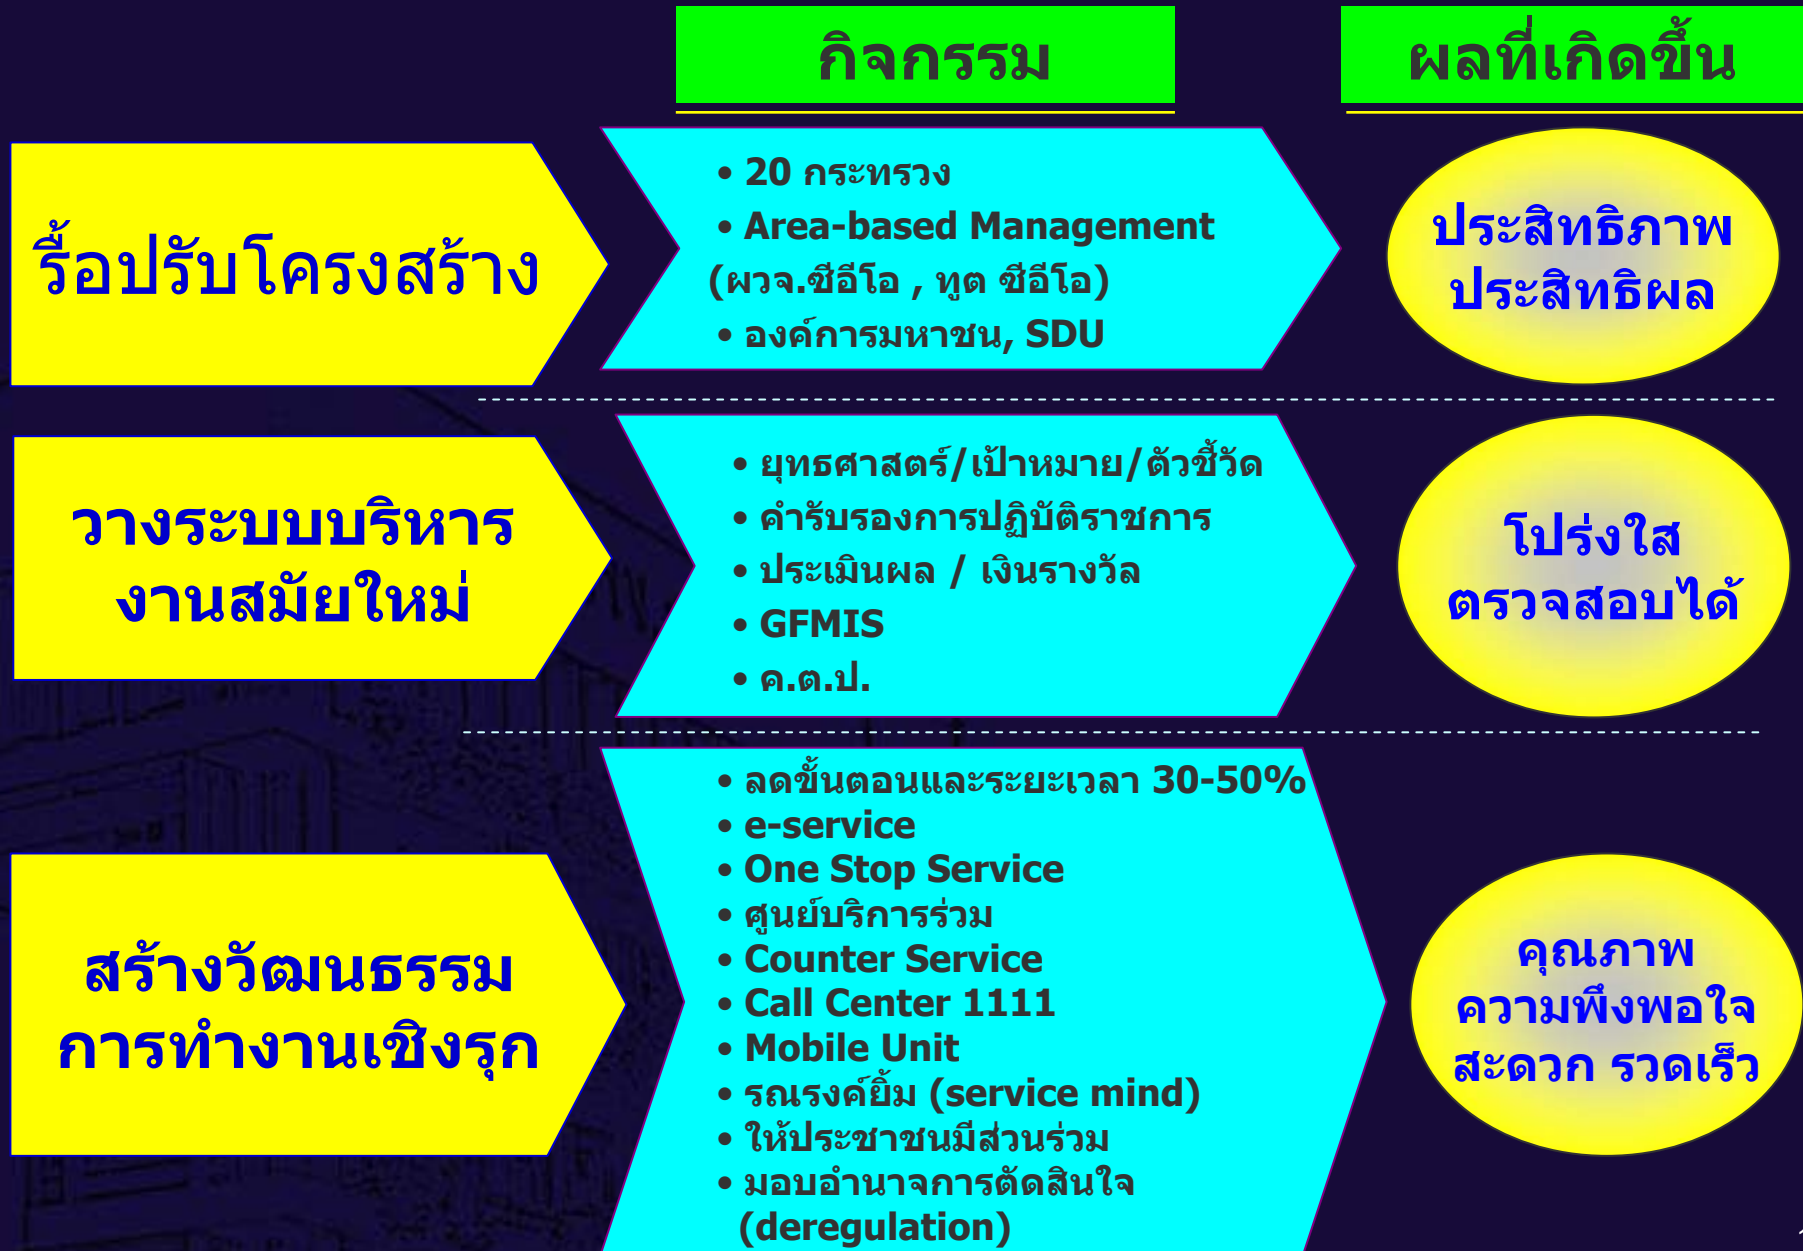 กิจกรรม
ผลที่เกิดขึ้น
รื้อปรับโครงสร้าง
• 20 กระทรวง
• Area-based Management
(ผวจ.ซีอีโอ , ทูต ซีอีโอ)
• องค์การมหาชน, SDU
ประสิทธิภาพ
ประสิทธิผล
วางระบบบริหาร
งานสมัยใหม่
• ยุทธศาสตร์/เป้าหมาย/ตัวชี้วัด
• คำรับรองการปฏิบัติราชการ
• ประเมินผล / เงินรางวัล
• GFMIS
• ค.ต.ป.
โปร่งใส
ตรวจสอบได้
สร้างวัฒนธรรม
การทำงานเชิงรุก
• ลดขั้นตอนและระยะเวลา 30-50%
• e-service
• One Stop Service
• ศูนย์บริการร่วม
• Counter Service
• Call Center 1111
• Mobile Unit
• รณรงค์ยิ้ม (service mind)
• ให้ประชาชนมีส่วนร่วม
• มอบอำนาจการตัดสินใจ
(deregulation)
คุณภาพ
ความพึงพอใจ
สะดวก รวดเร็ว